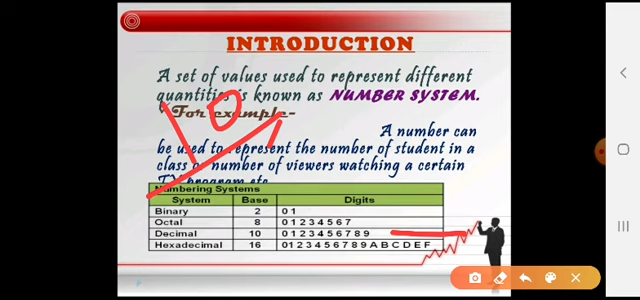 INTRODUCTION
A set of values used to represent different
quantities is known as NUMBER SYSTEM.
"For example-
A number can
be used to represent the number of student in a
class or number of viewers watching a certain
TV program etc
10
Numbering Systems
System Base Digits
Binary 2 0 1
Octal 8 0 1 2 3 4 5 6 7
Decimal 10 0 1 2 3 4 5 6 7 8 9
Hexadecimal 16 0 1 2 3 4 5 6 7 8 9 A B C D E F